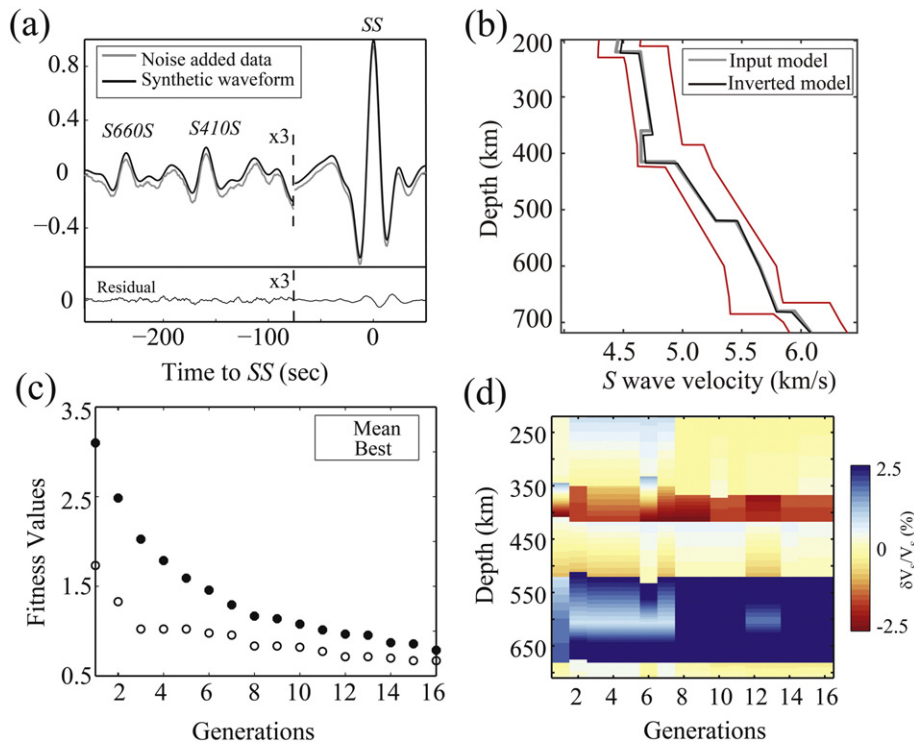 (a)
SS
Noise added data
Synthetic waveform
S660S
S410S
x3
0.8
0.4
0
−0.4
Residual
x3
0
−200
−100
0
Time to SS (sec)
(b)
Input model
Inverted model
200
300
400
500
600
700
Depth (km)
4.5
5.0
5.5
6.0
S wave velocity (km/s)
(c)
Mean
Best
3.5
2.5
1.5
0.5
Fitness Values
2
4
6
8
10
12
14
16
Generations
(d)
250
350
450
550
650
Depth (km)
2
4
6
8
10
12
14
16
Generations
2.5
0
-2.5
δVs/Vs (%)